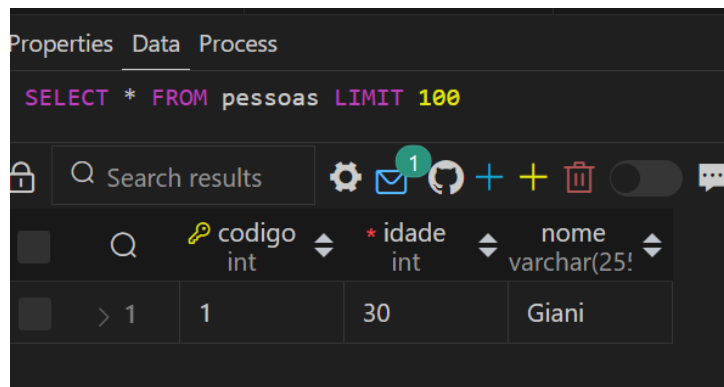 Properties Data Process
SELECT * FROM pessoas LIMIT 100
Search results 1
codigo * idade nome
int int varchar(255
1 1 30 Giani